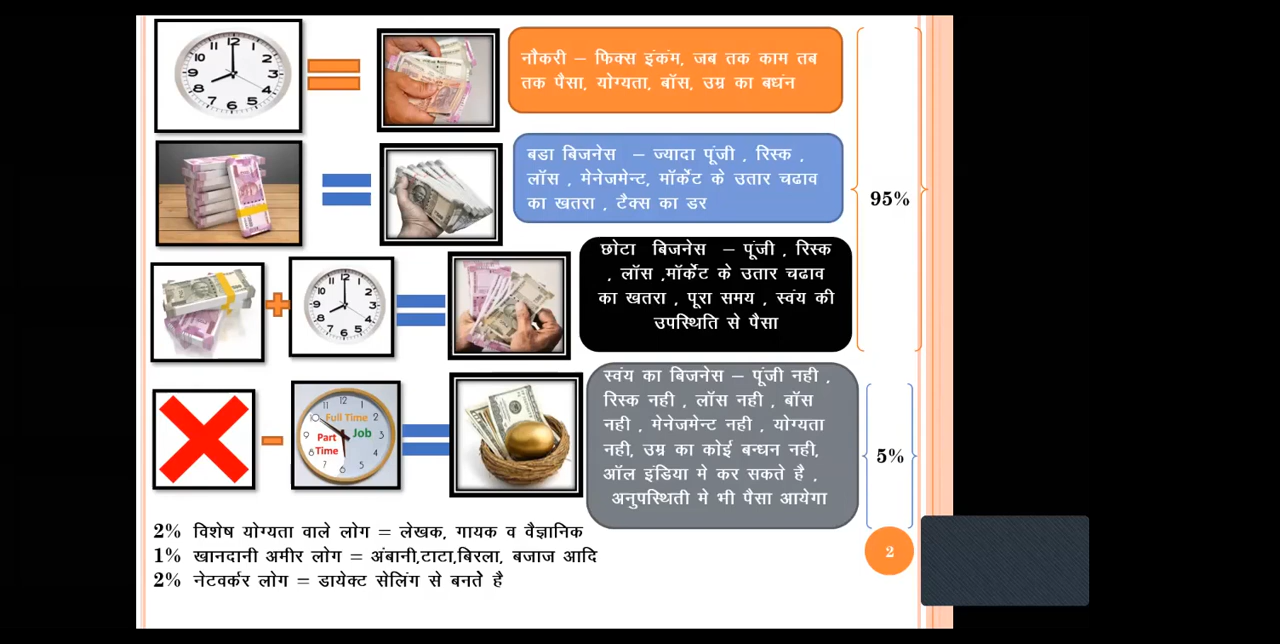 नौकरी – फिक्स इंकंम, जब तक काम तब
तक पैसा, योग्यता, बॉस, उम्र का बधंन
बडा बिजनेस – ज्यादा पूंजी , रिस्क ,
लॉस , मेनेजमेन्ट, मॉर्केट के उतार चढाव
का खतरा , टैक्स का डर
छोटा बिजनेस – पूंजी , रिस्क
, लॉस ,मॉर्केट के उतार चढाव
का खतरा , पूरा समय , स्वंय की
उपस्थिति से पैसा
95%
Full Time
Part Time
Job
स्वंय का बिजनेस – पूंजी नही ,
रिस्क नही , लॉस नही , बॉस
नही , मेनेजमेन्ट नही , योग्यता
नही, उम्र का कोई बन्धन नही,
ऑल इंडिया मे कर सकते है ,
अनुपस्थिती मे भी पैसा आयेगा
5%
2% विशेष योग्यता वाले लोग = लेखक, गायक व वैज्ञानिक
1% खानदानी अमीर लोग = अंबानी,टाटा,बिरला, बजाज आदि
2% नेटवर्कर लोग = डायेक्ट सेलिंग से बनते है
2